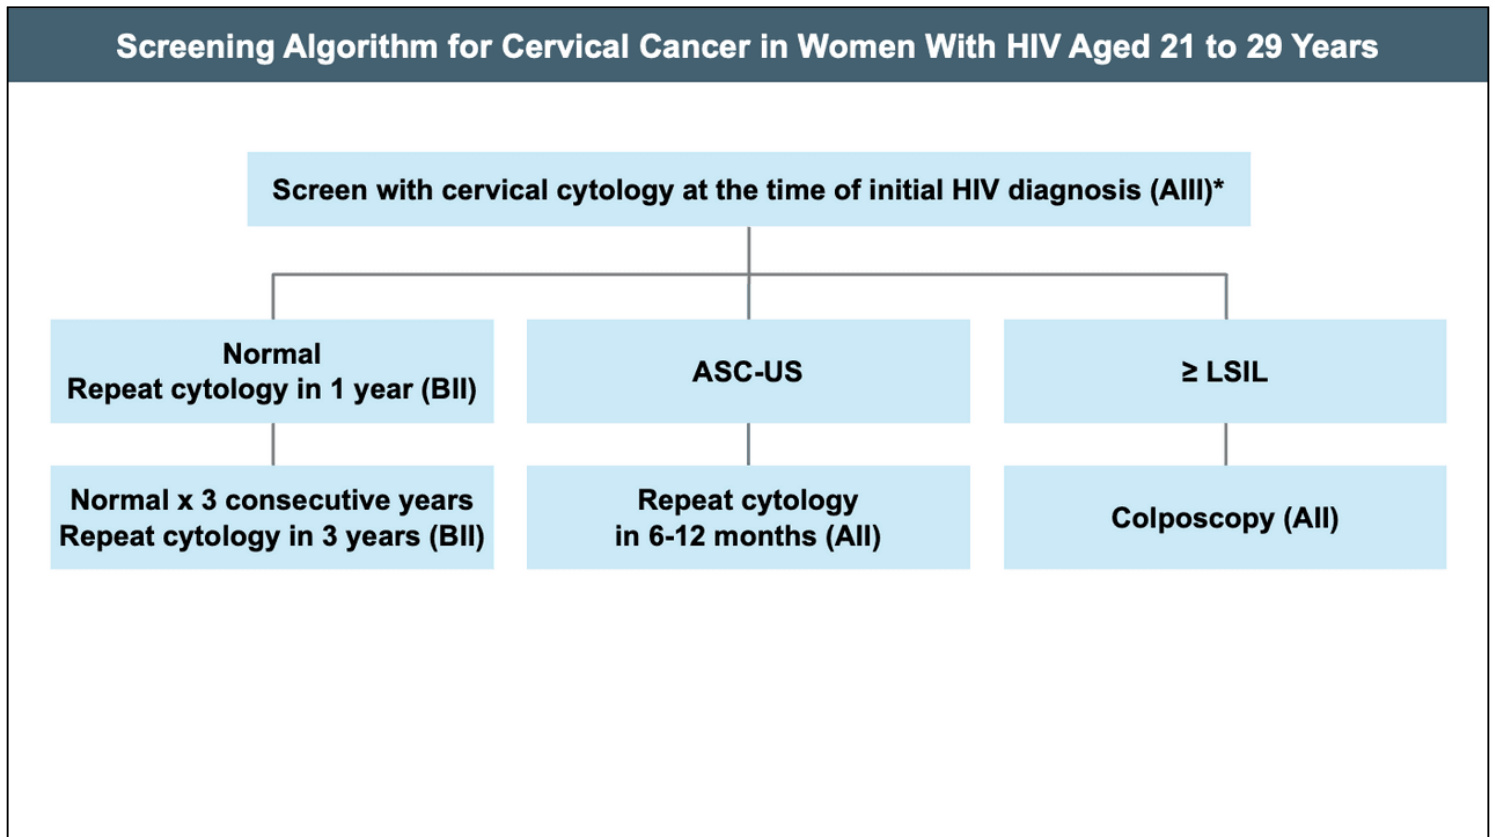 Screening Algorithm for Cervical Cancer in Women With HIV Aged 21 to 29 Years
Screen with cervical cytology at the time of initial HIV diagnosis (AIII)*
Normal
Repeat cytology in 1 year (BII)
ASC-US
≥ LSIL
Normal x 3 consecutive years
Repeat cytology in 3 years (BII)
Repeat cytology
in 6-12 months (AII)
Colposcopy (AII)